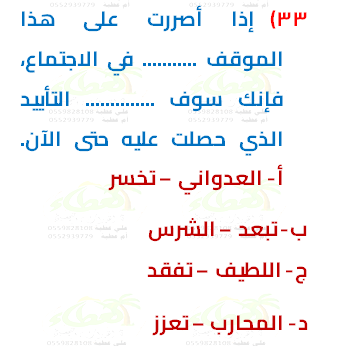 ٣٣) إذا أصررت على هذا
الموقف ........... في الاجتماع،
فإنك سوف .............. التأييد
الذي حصلت عليه حتى الآن.
أ- العدواني – تخسر
ب- تبعد – الشرس
ج- اللطيف – تفقد
د- المحارب – تعزز